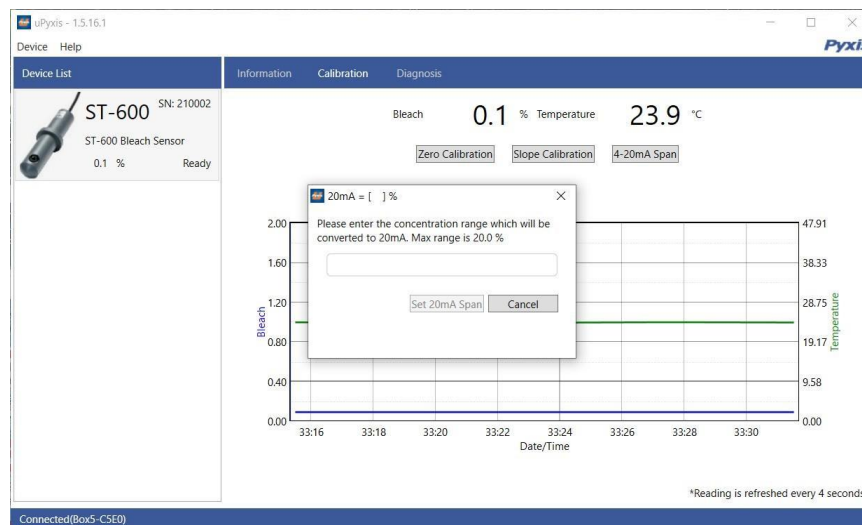 uPyxis - 1.5.16.1
Device Help
Device List
Information Calibration Diagnosis
ST-600 SN: 210002
ST-600 Bleach Sensor
0.1 % Ready
Bleach 0.1 % Temperature 23.9 °C
Zero Calibration Slope Calibration 4-20mA Span
20mA = [ ] %
Please enter the concentration range which will be
converted to 20mA. Max range is 20.0 %
Set 20mA Span Cancel
2.00 47.91
1.60 38.33
1.20 28.75
0.80 19.17
0.40 9.58
0.00 0.00
Bleach
Temperature
33:16 33:18 33:20 33:22 33:24 33:26 33:28 33:30
Date/Time
*Reading is refreshed every 4 seconds
Connected(Box5-C5E0)